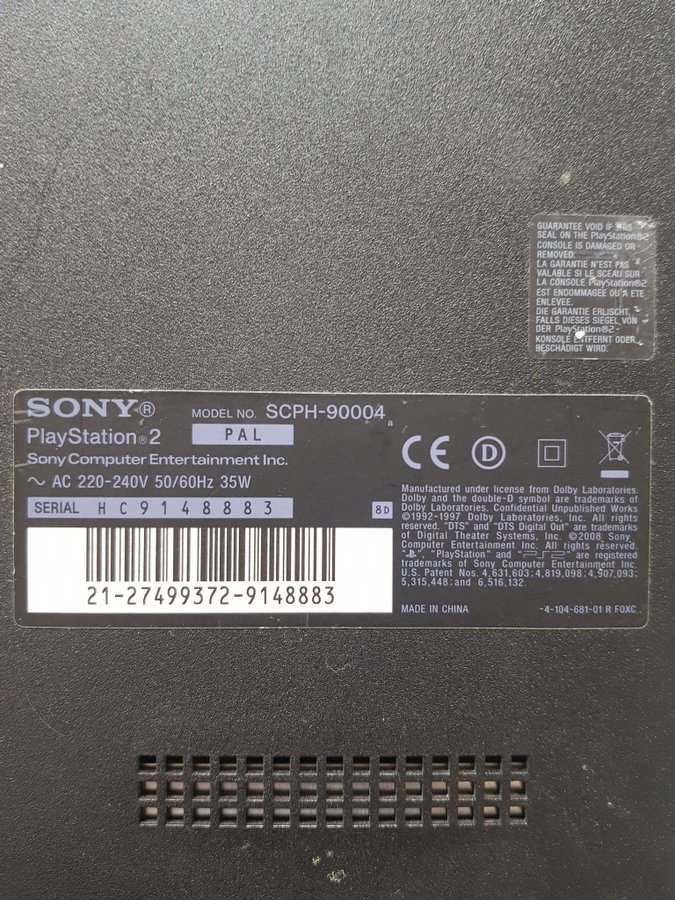 GUARANTEE VOID IF THIS
SEAL ON THE PlayStation®2
CONSOLE IS DAMAGED OR
REMOVED.
LA GARANTIE N'EST PAS
VALABLE SI LE SCEAU SUR
LA CONSOLE PlayStation®2
EST ENDOMMAGEE OU A ETE
ENLEVEE.
DIE GARANTIE ERLISCHT,
FALLS DIESES SIEGEL VON
DER PlayStation®2-
KONSOLE ENTFERNT ODER
BESCHADIGT WIRD.
SONY® MODEL NO. SCPH-90004 a
PlayStation®2 PAL
Sony Computer Entertainment Inc.
~ AC 220-240V 50/60Hz 35W
SERIAL HC9148883 8D
21-27499372-9148883
CE D
Manufactured under license from Dolby Laboratories.
Dolby and the double-D symbol are trademarks of
Dolby Laboratories. Confidential Unpublished Works
©1992-1997 Dolby Laboratories, Inc. All rights
reserved. "DTS" and "DTS Digital Out" are trademarks
of Digital Theater Systems, Inc. ©2008 Sony
Computer Entertainment Inc. All rights reserved.
" ", "PlayStation" and "PS2" are registered
trademarks of Sony Computer Entertainment Inc.
U.S. Patent Nos. 4,631,603; 4,819,098; 4,907,093;
5,315,448; and 6,516,132.
MADE IN CHINA -4-104-681-01 R FOXC